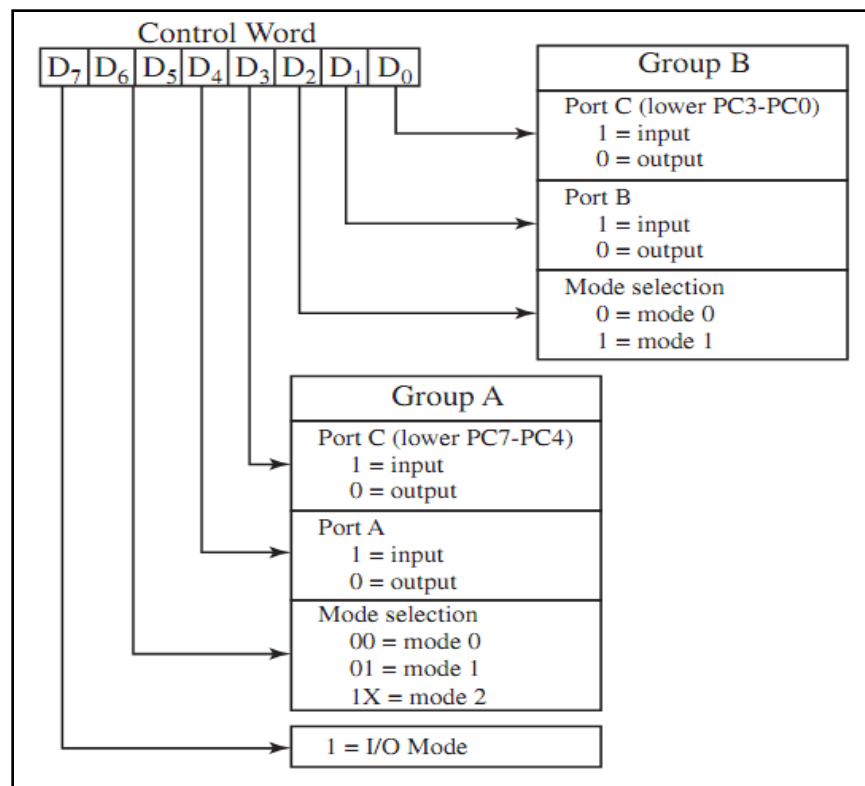 Control Word
D₇ D₆ D₅ D₄ D₃ D₂ D₁ D₀
Group B
Port C (lower PC3-PC0)
1 = input
0 = output
Port B
1 = input
0 = output
Mode selection
0 = mode 0
1 = mode 1
Group A
Port C (lower PC7-PC4)
1 = input
0 = output
Port A
1 = input
0 = output
Mode selection
00 = mode 0
01 = mode 1
1X = mode 2
1 = I/O Mode